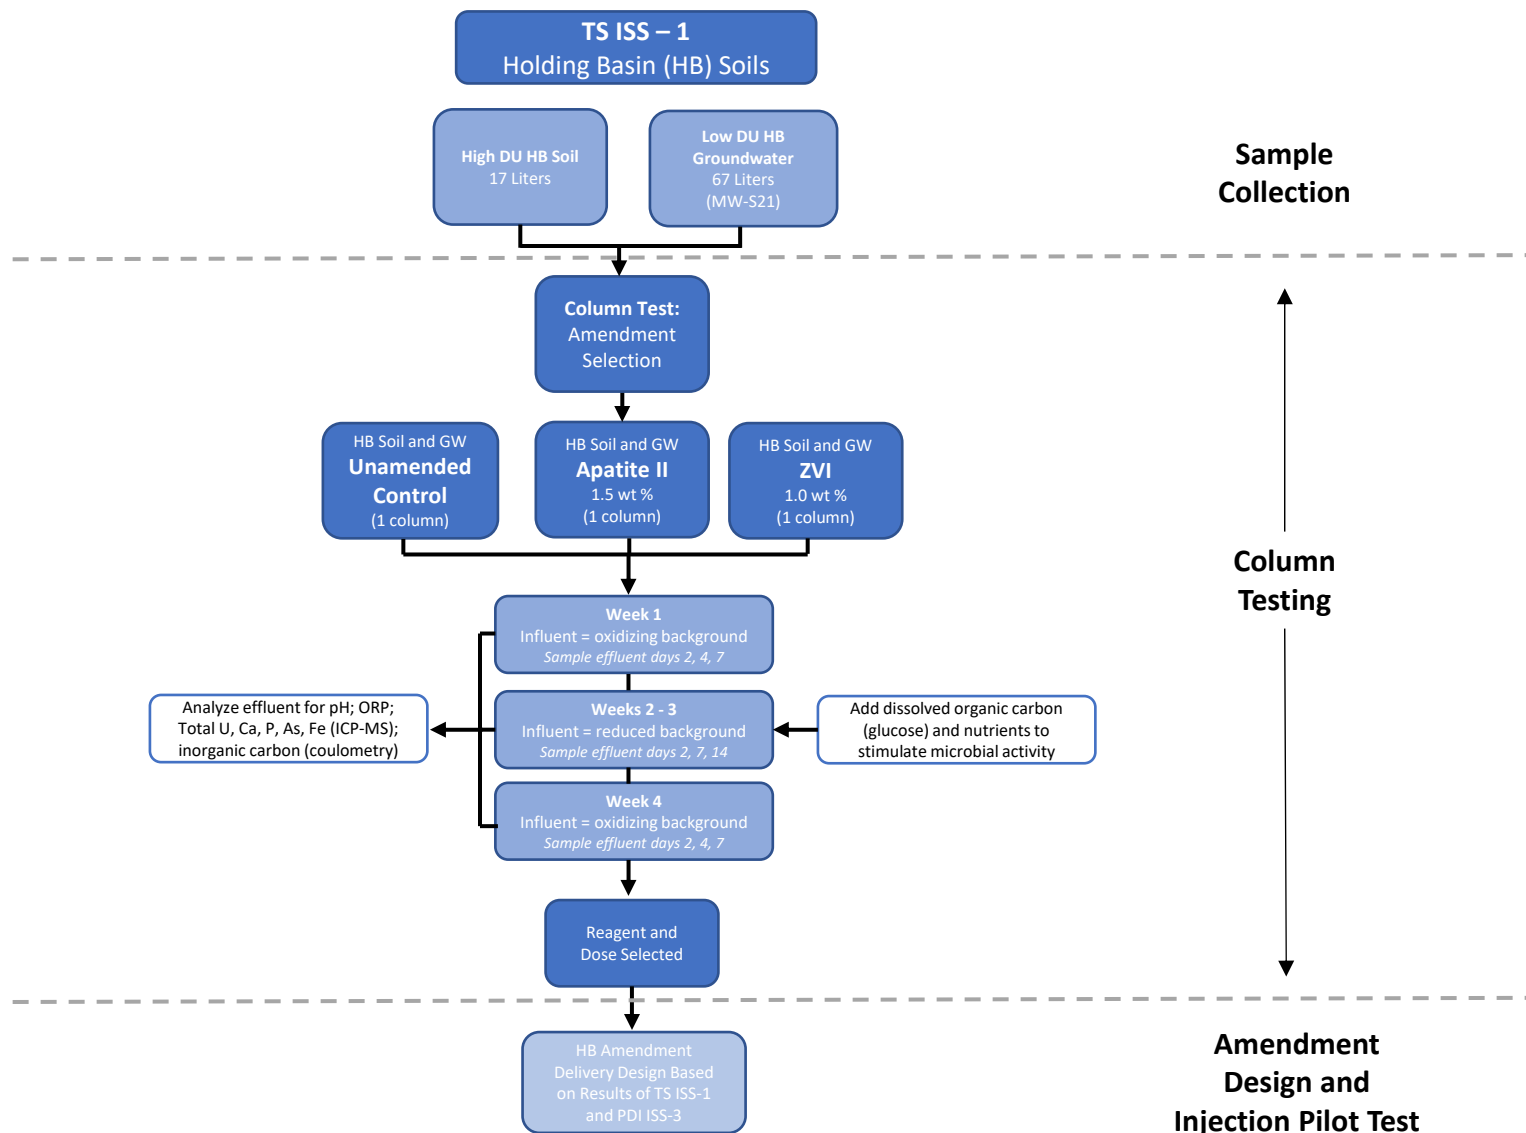 TS ISS – 1
Holding Basin (HB) Soils
High DU HB Soil
17 Liters
Low DU HB
Groundwater
67 Liters
(MW-S21)
Sample
Collection
Column Test:
Amendment
Selection
HB Soil and GW
Unamended
Control
(1 column)
HB Soil and GW
Apatite II
1.5 wt %
(1 column)
HB Soil and GW
ZVI
1.0 wt %
(1 column)
Column
Testing
Week 1
Influent = oxidizing background
Sample effluent days 2, 4, 7
Analyze effluent for pH; ORP;
Total U, Ca, P, As, Fe (ICP-MS);
inorganic carbon (coulometry)
Weeks 2 - 3
Influent = reduced background
Sample effluent days 2, 7, 14
Add dissolved organic carbon
(glucose) and nutrients to
stimulate microbial activity
Week 4
Influent = oxidizing background
Sample effluent days 2, 4, 7
Reagent and
Dose Selected
HB Amendment
Delivery Design Based
on Results of TS ISS-1
and PDI ISS-3
Amendment
Design and
Injection Pilot Test